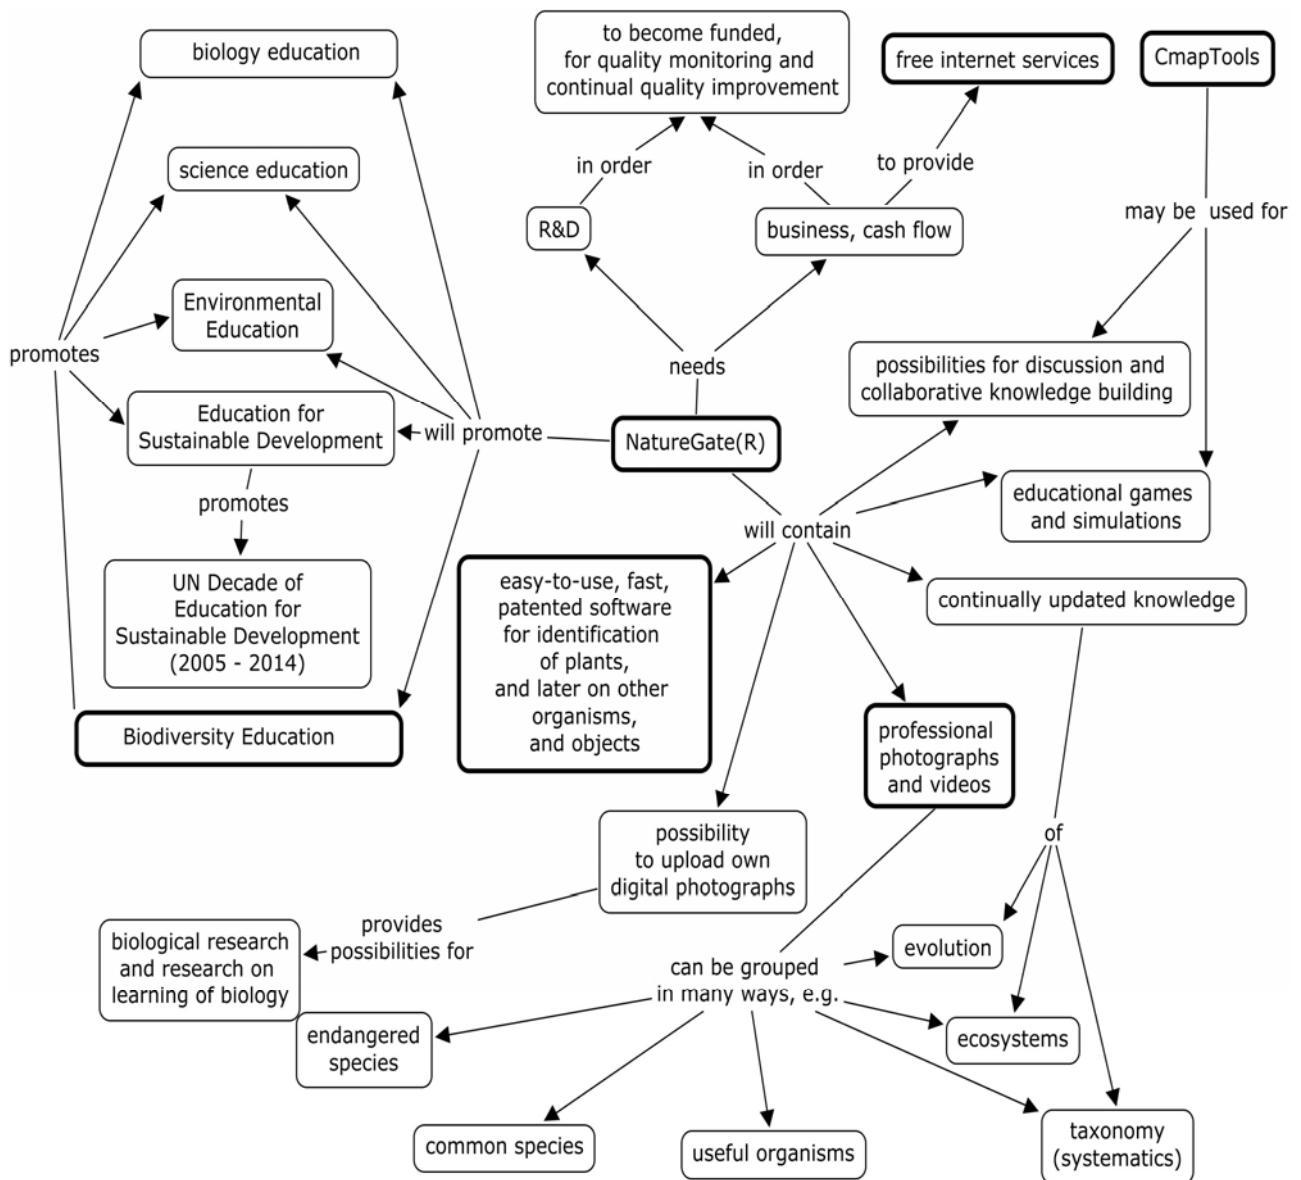 biology education
to become funded,
for quality monitoring and
continual quality improvement
free internet services
CmapTools
science education
in order
in order
to provide
R&D
business, cash flow
may be used for
Environmental
Education
promotes
needs
possibilities for discussion and
collaborative knowledge building
Education for
Sustainable Development
will promote
NatureGate(R)
promotes
will contain
educational games
and simulations
UN Decade of
Education for
Sustainable Development
(2005 - 2014)
easy-to-use, fast,
patented software
for identification
of plants,
and later on other
organisms,
and objects
continually updated knowledge
Biodiversity Education
professional
photographs
and videos
possibility
to upload own
digital photographs
of
provides
possibilities for
biological research
and research on
learning of biology
can be grouped
in many ways, e.g.
evolution
endangered
species
ecosystems
common species
useful organisms
taxonomy
(systematics)